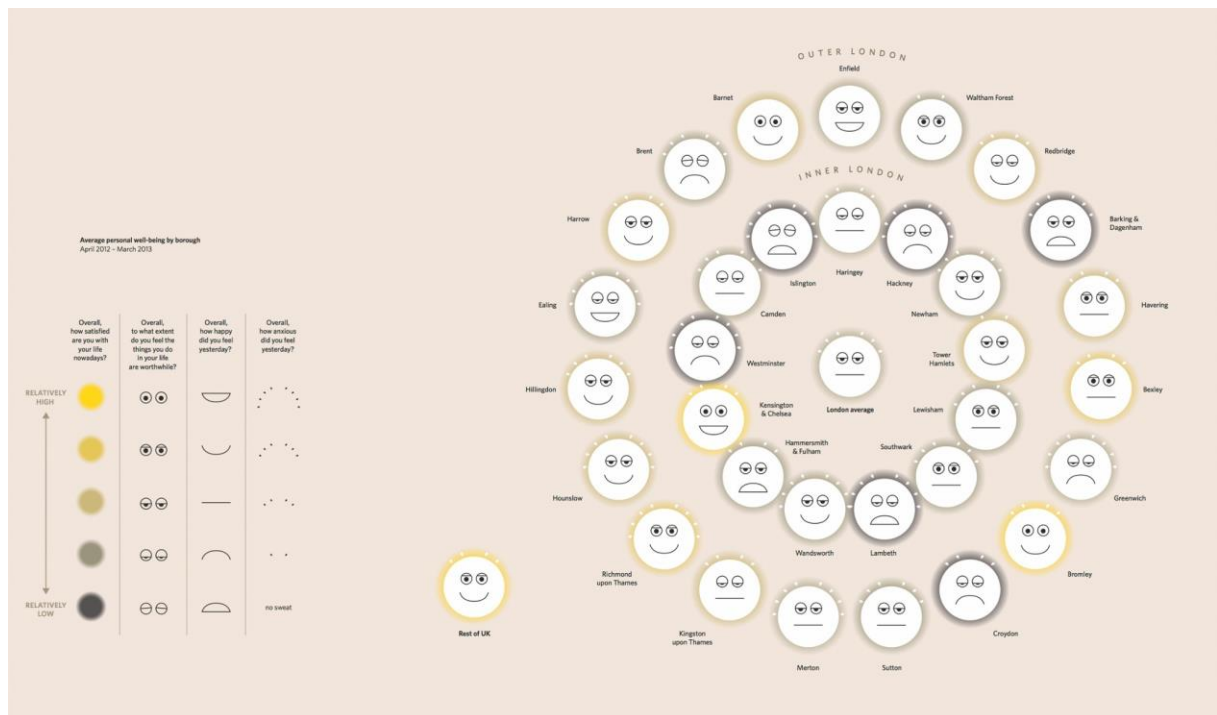 Average personal well-being by borough
April 2012 – March 2013
Overall,
how satisfied
are you with
your life
nowadays?
Overall,
to what extent
do you feel the
things you do
in your life
are worthwhile?
Overall,
how happy
did you feel
yesterday?
Overall,
how anxious
did you feel
yesterday?
RELATIVELY
HIGH
RELATIVELY
LOW
no sweat
Rest of UK
OUTER LONDON
Enfield
Waltham Forest
Redbridge
Barking &
Dagenham
Havering
Bexley
Greenwich
Bromley
Croydon
Sutton
Merton
Kingston
upon Thames
Richmond
upon Thames
Hounslow
Hillingdon
Ealing
Harrow
Brent
Barnet
INNER LONDON
Haringey
Hackney
Newham
Tower
Hamlets
Lewisham
Southwark
Lambeth
Wandsworth
Hammersmith
& Fulham
Kensington
& Chelsea
Westminster
Camden
Islington
London average